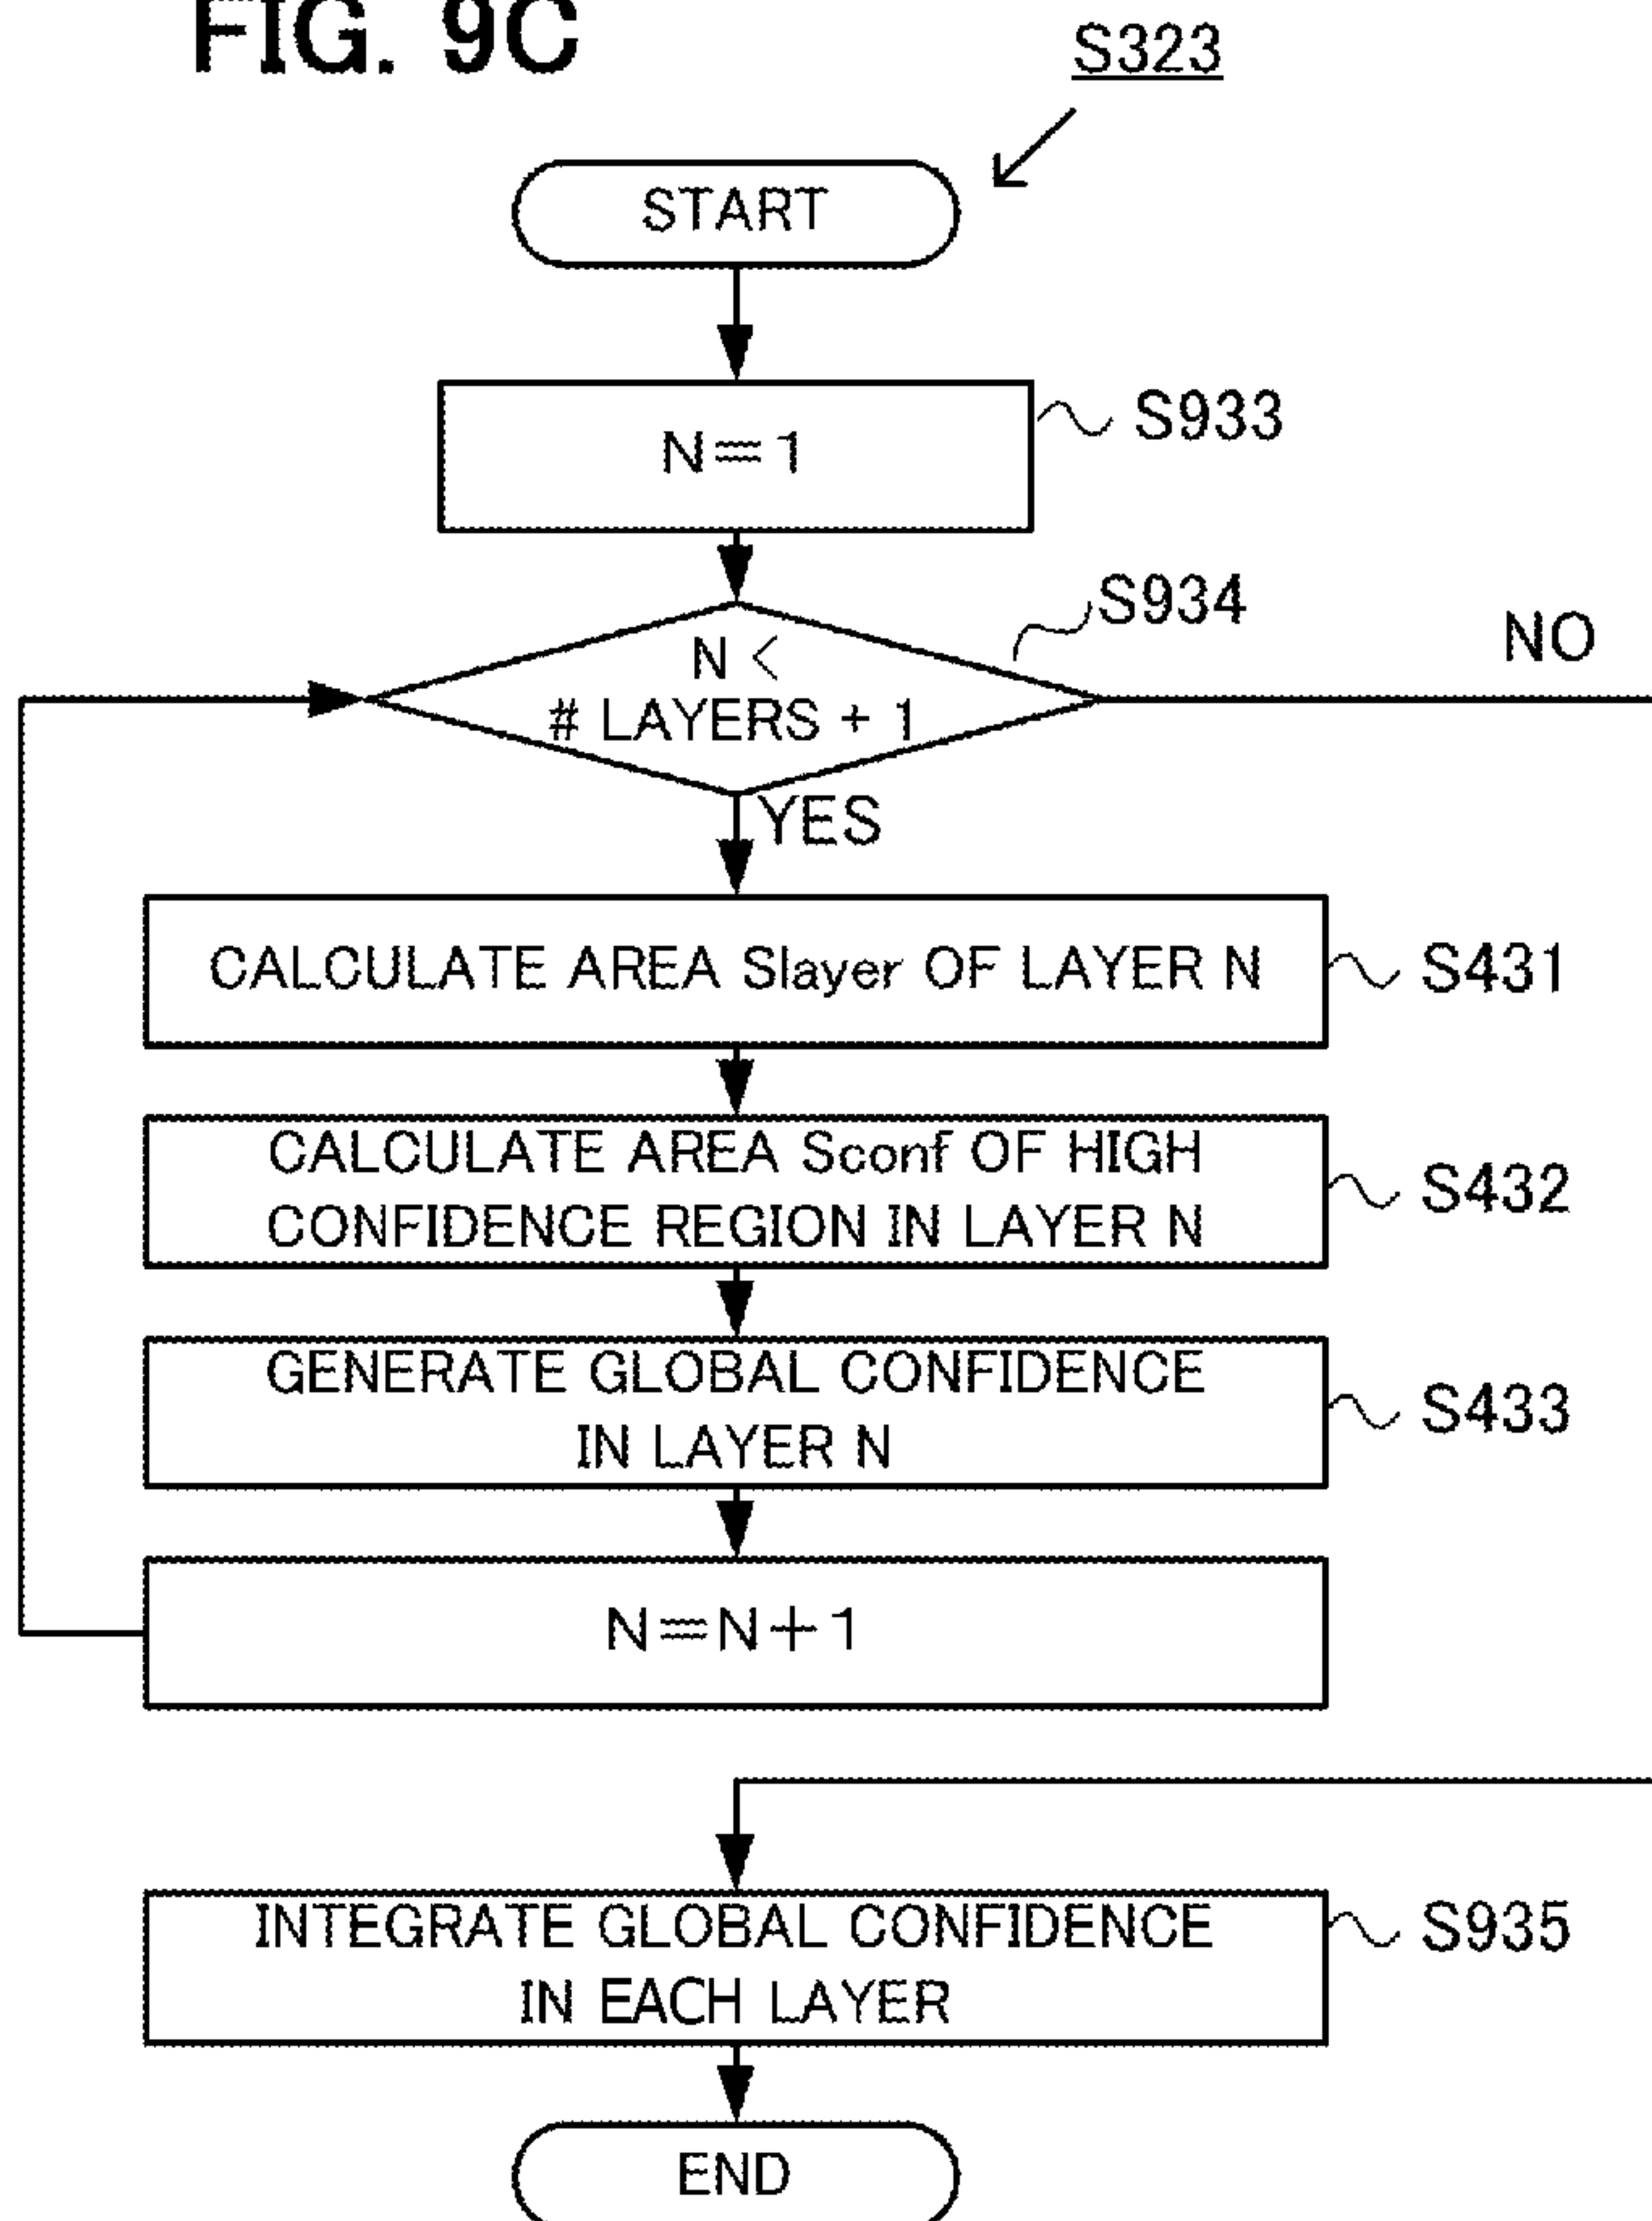 FIG. 9C
S323
START
N=1
S933
S934
N <
# LAYERS + 1
NO
YES
CALCULATE AREA Slayer OF LAYER N
S431
CALCULATE AREA Sconf OF HIGH
CONFIDENCE REGION IN LAYER N
S432
GENERATE GLOBAL CONFIDENCE
IN LAYER N
S433
N=N+1
INTEGRATE GLOBAL CONFIDENCE
IN EACH LAYER
S935
END